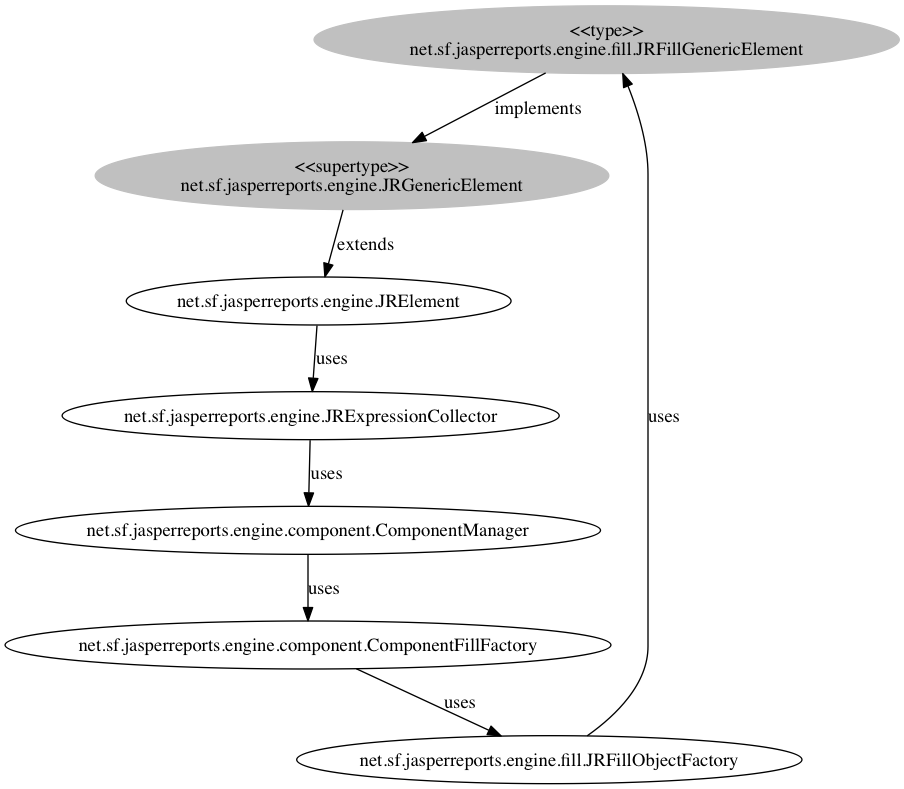 <<type>>
net.sf.jasperreports.engine.fill.JRFillGenericElement
implements
<<supertype>>
net.sf.jasperreports.engine.JRGenericElement
extends
net.sf.jasperreports.engine.JRElement
uses
net.sf.jasperreports.engine.JRExpressionCollector
uses
uses
net.sf.jasperreports.engine.component.ComponentManager
uses
net.sf.jasperreports.engine.component.ComponentFillFactory
uses
net.sf.jasperreports.engine.fill.JRFillObjectFactory